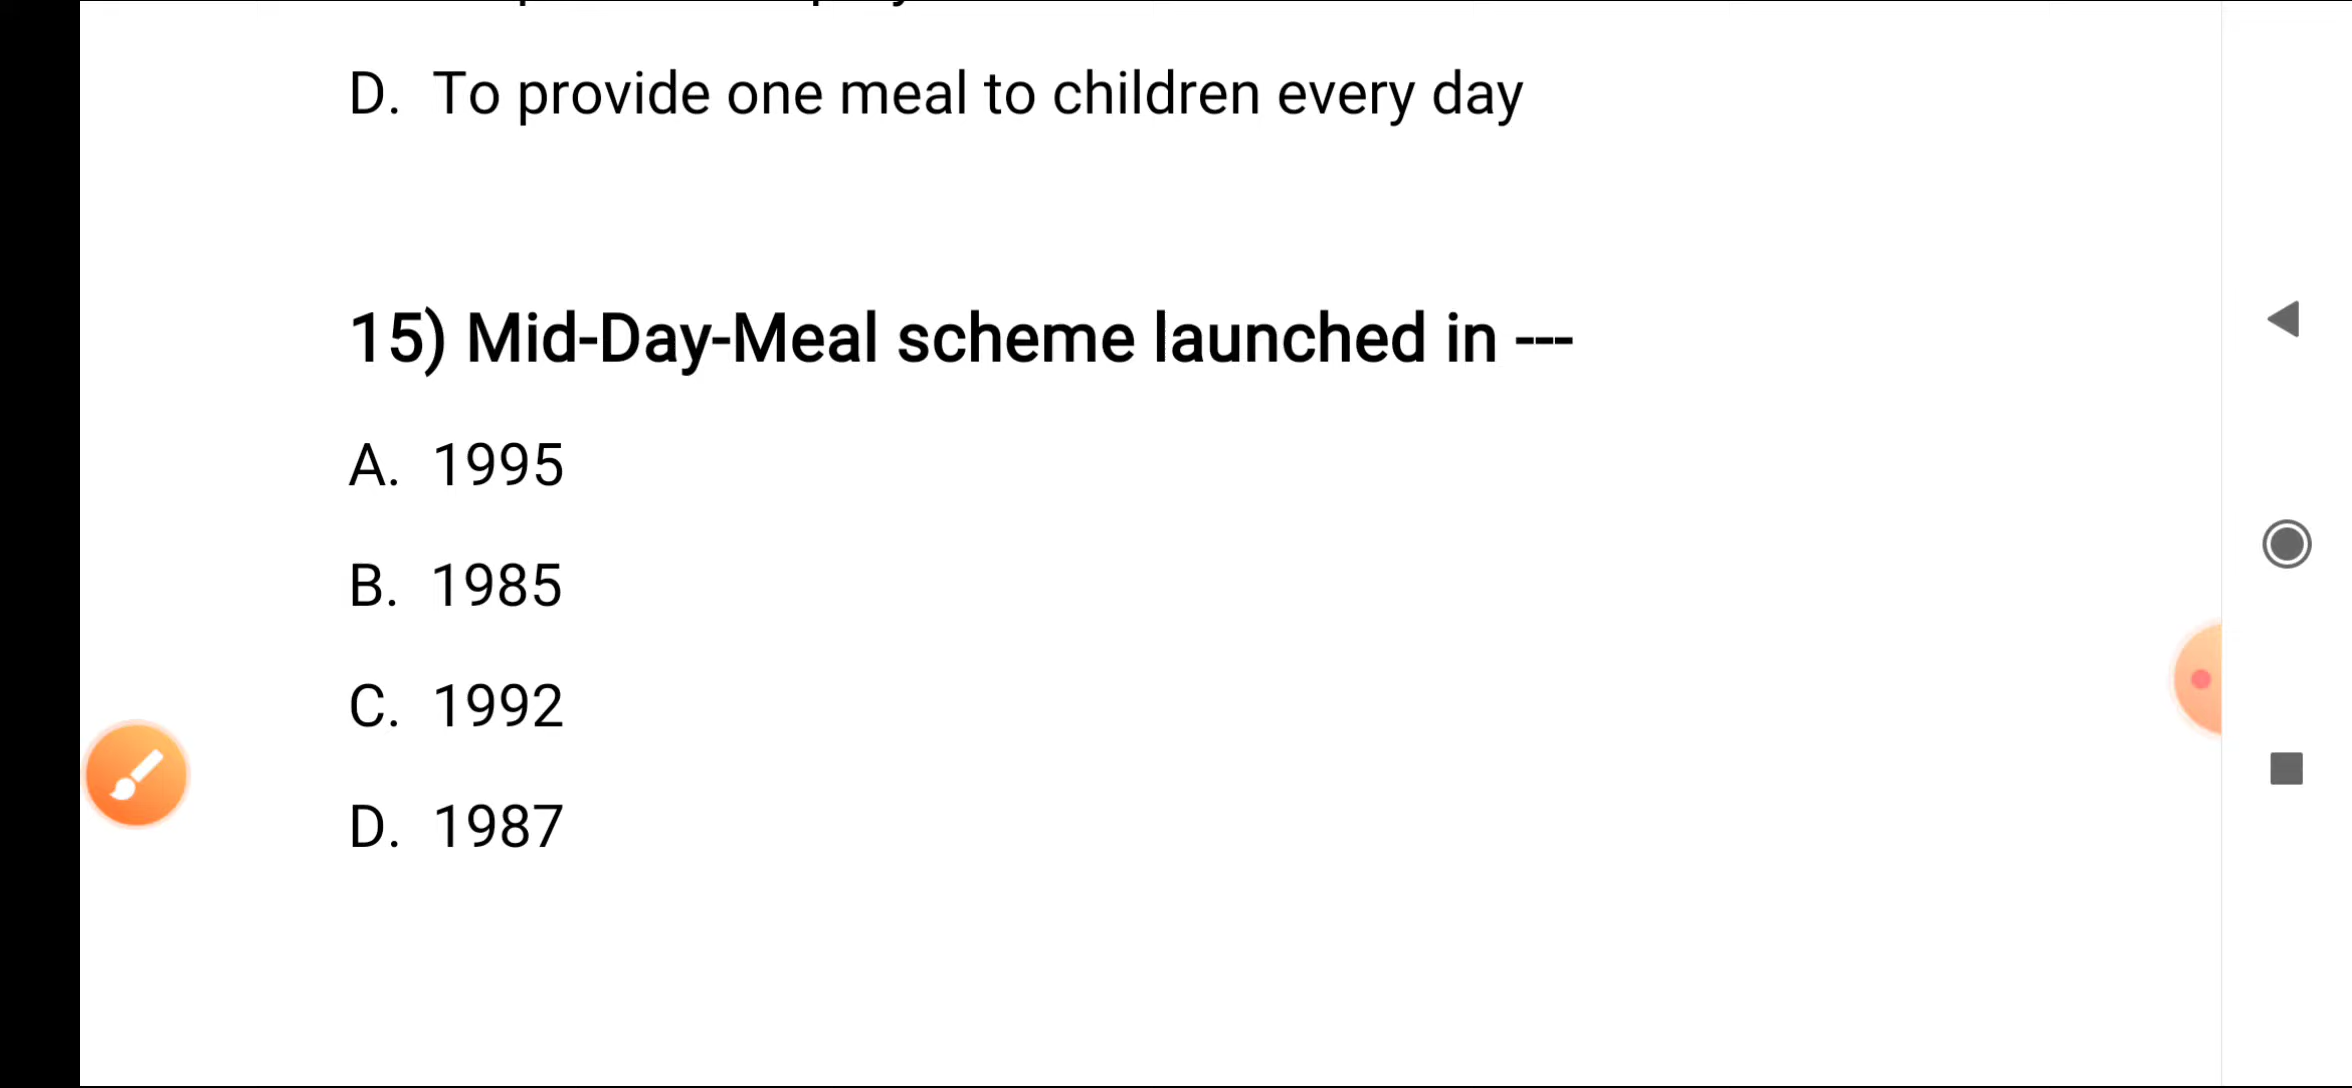 D. To provide one meal to children every day
15) Mid-Day-Meal scheme launched in ---
A. 1995
B. 1985
C. 1992
D. 1987